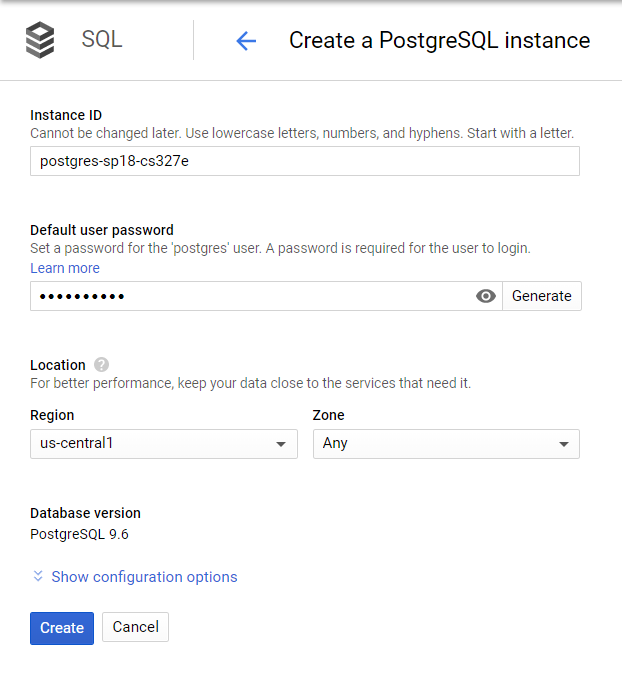 SQL
Create a PostgreSQL instance
Instance ID
Cannot be changed later. Use lowercase letters, numbers, and hyphens. Start with a letter.
postgres-sp18-cs327e
Default user password
Set a password for the 'postgres' user. A password is required for the user to login.
Learn more
••••••••••
Generate
Location ?
For better performance, keep your data close to the services that need it.
Region
Zone
us-central1
Any
Database version
PostgreSQL 9.6
Show configuration options
Create
Cancel